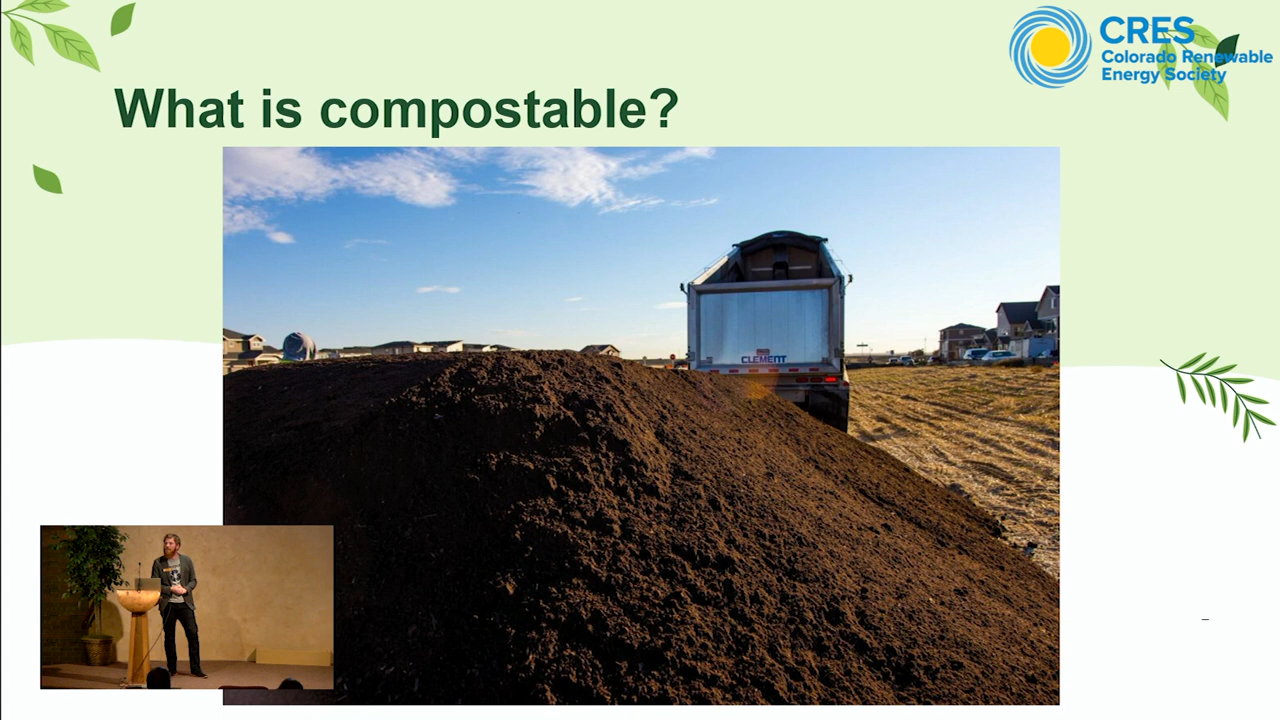 CRES
Colorado Renewable
Energy Society
What is compostable?
CLEMENT